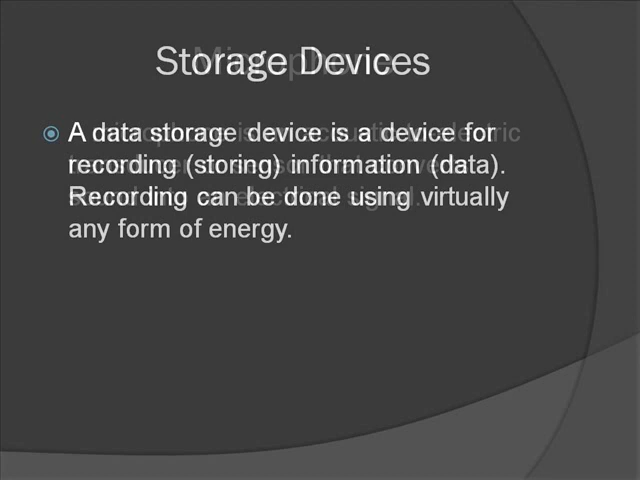 Storage Devices
A data storage device is a device for
recording (storing) information (data).
Recording can be done using virtually
any form of energy.